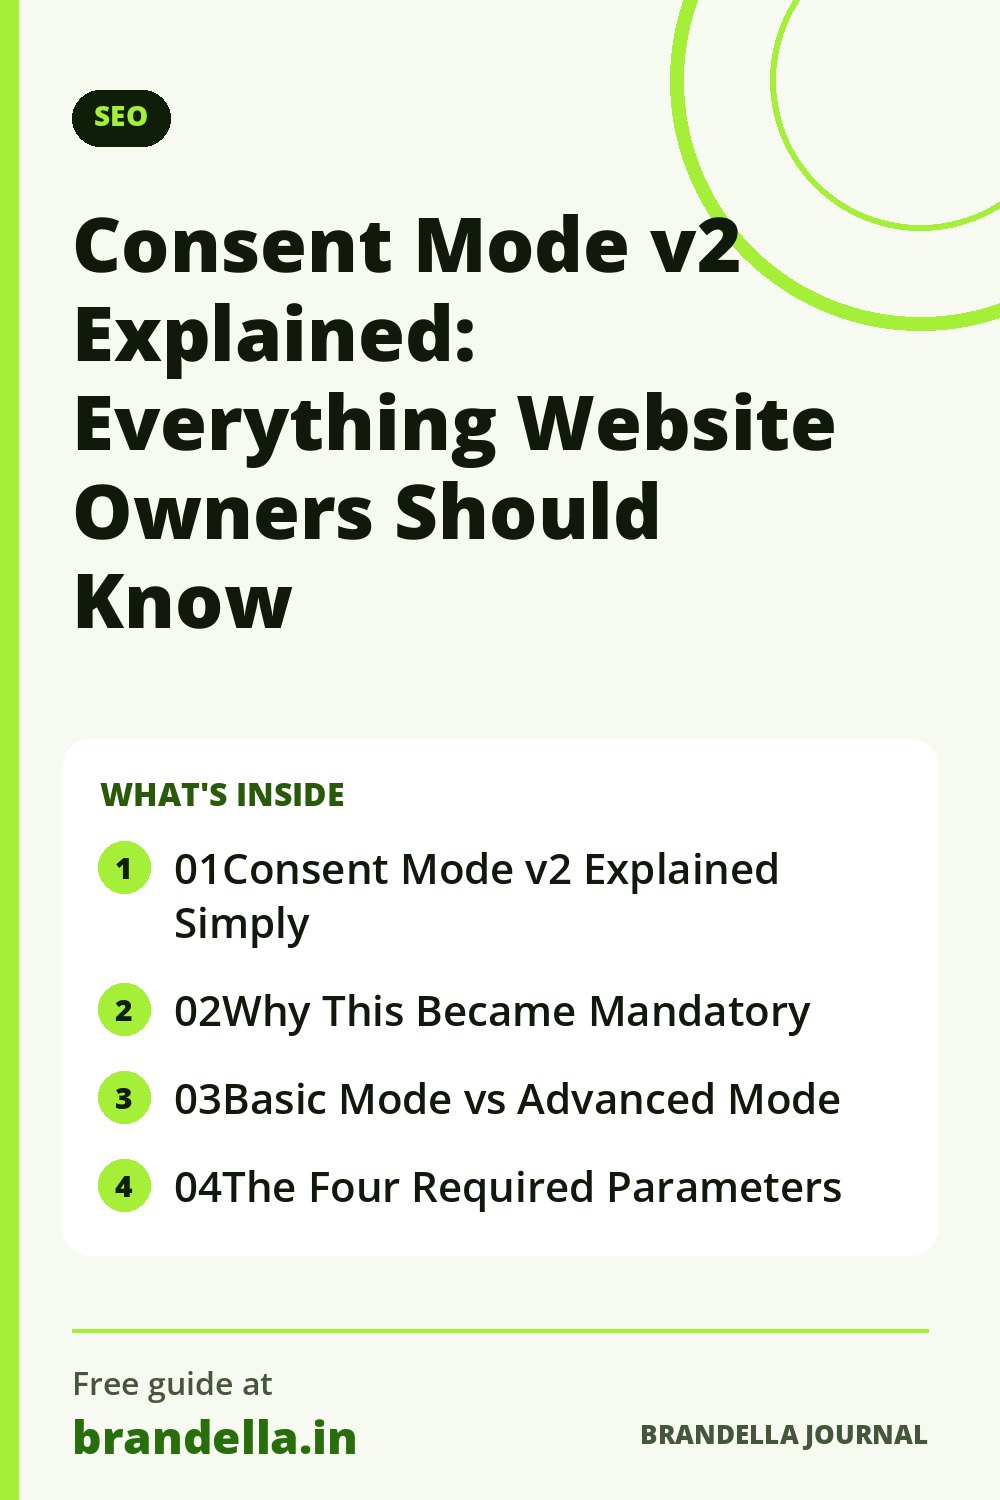 SEO
Consent Mode v2
Explained:
Everything Website
Owners Should
Know
WHAT'S INSIDE
1 01Consent Mode v2 Explained
Simply
2 02Why This Became Mandatory
3 03Basic Mode vs Advanced Mode
4 04The Four Required Parameters
Free guide at
brandella.in
BRANDELLA JOURNAL